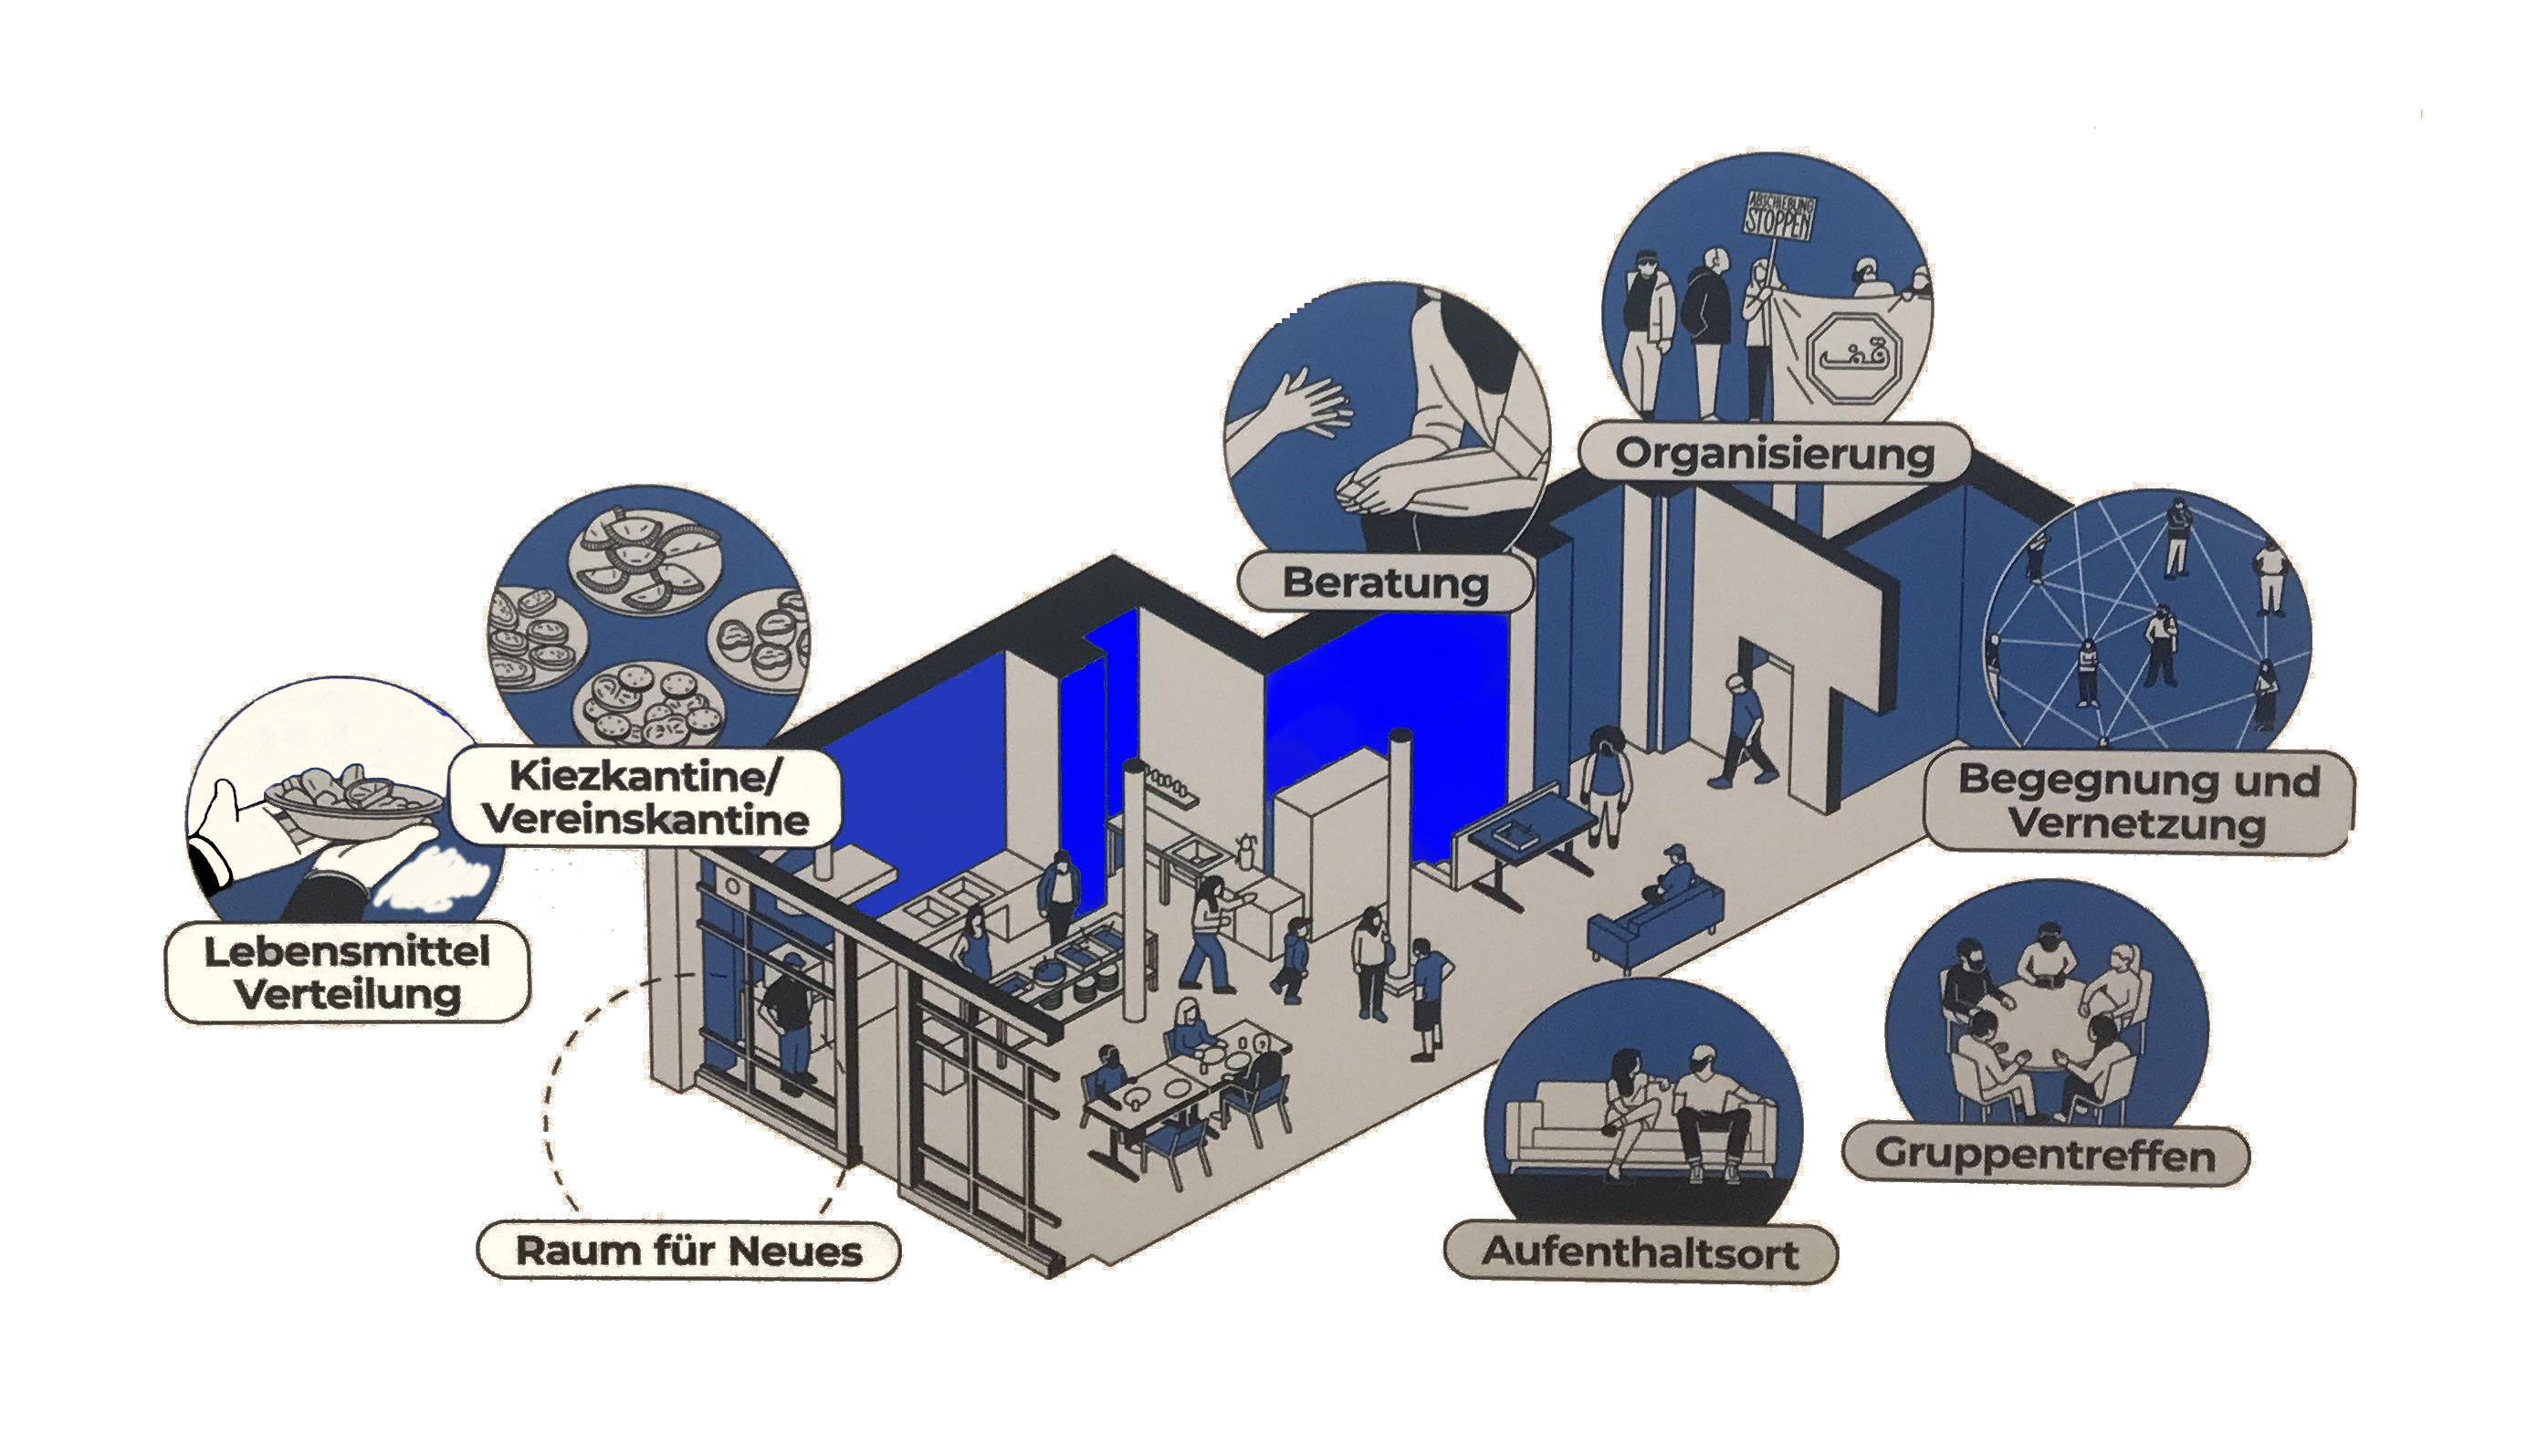 ABSCHIEBUNG
STOPPEN
قف
Organisierung
Beratung
Kiezkantine/
Vereinskantine
Begegnung und
Vernetzung
Lebensmittel
Verteilung
Gruppentreffen
Raum für Neues
Aufenthaltsort